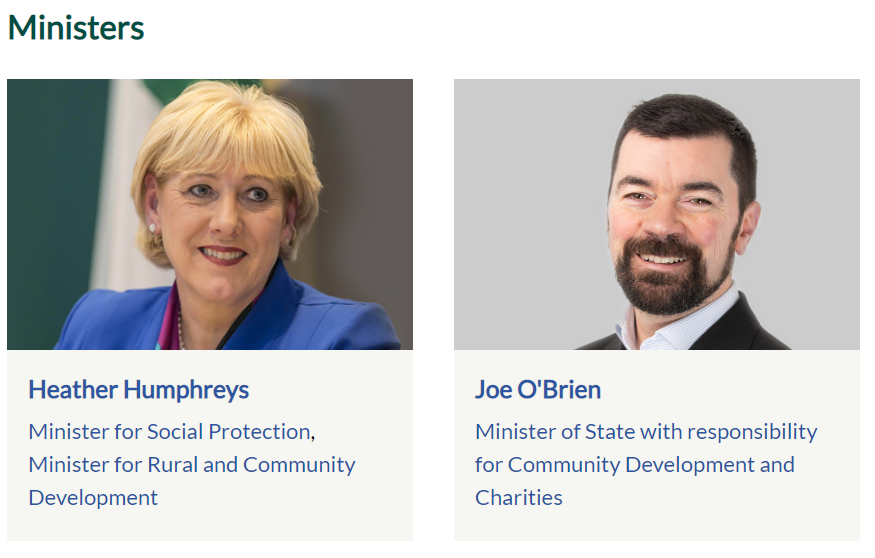 Ministers
Heather Humphreys
Minister for Social Protection,
Minister for Rural and Community
Development
Joe O'Brien
Minister of State with responsibility
for Community Development and
Charities